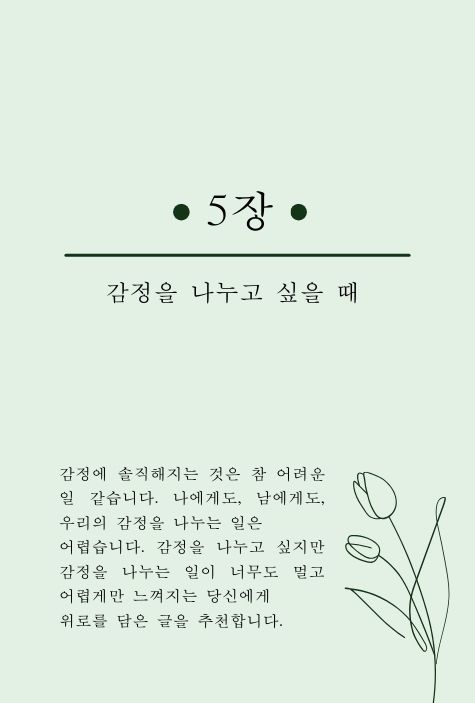 • 5장 •
감정을 나누고 싶을 때
감정에 솔직해지는 것은 참 어려운
일 같습니다. 나에게도, 남에게도,
우리의 감정을 나누는 일은
어렵습니다. 감정을 나누고 싶지만
감정을 나누는 일이 너무도 멀고
어렵게만 느껴지는 당신에게
위로를 담은 글을 추천합니다.